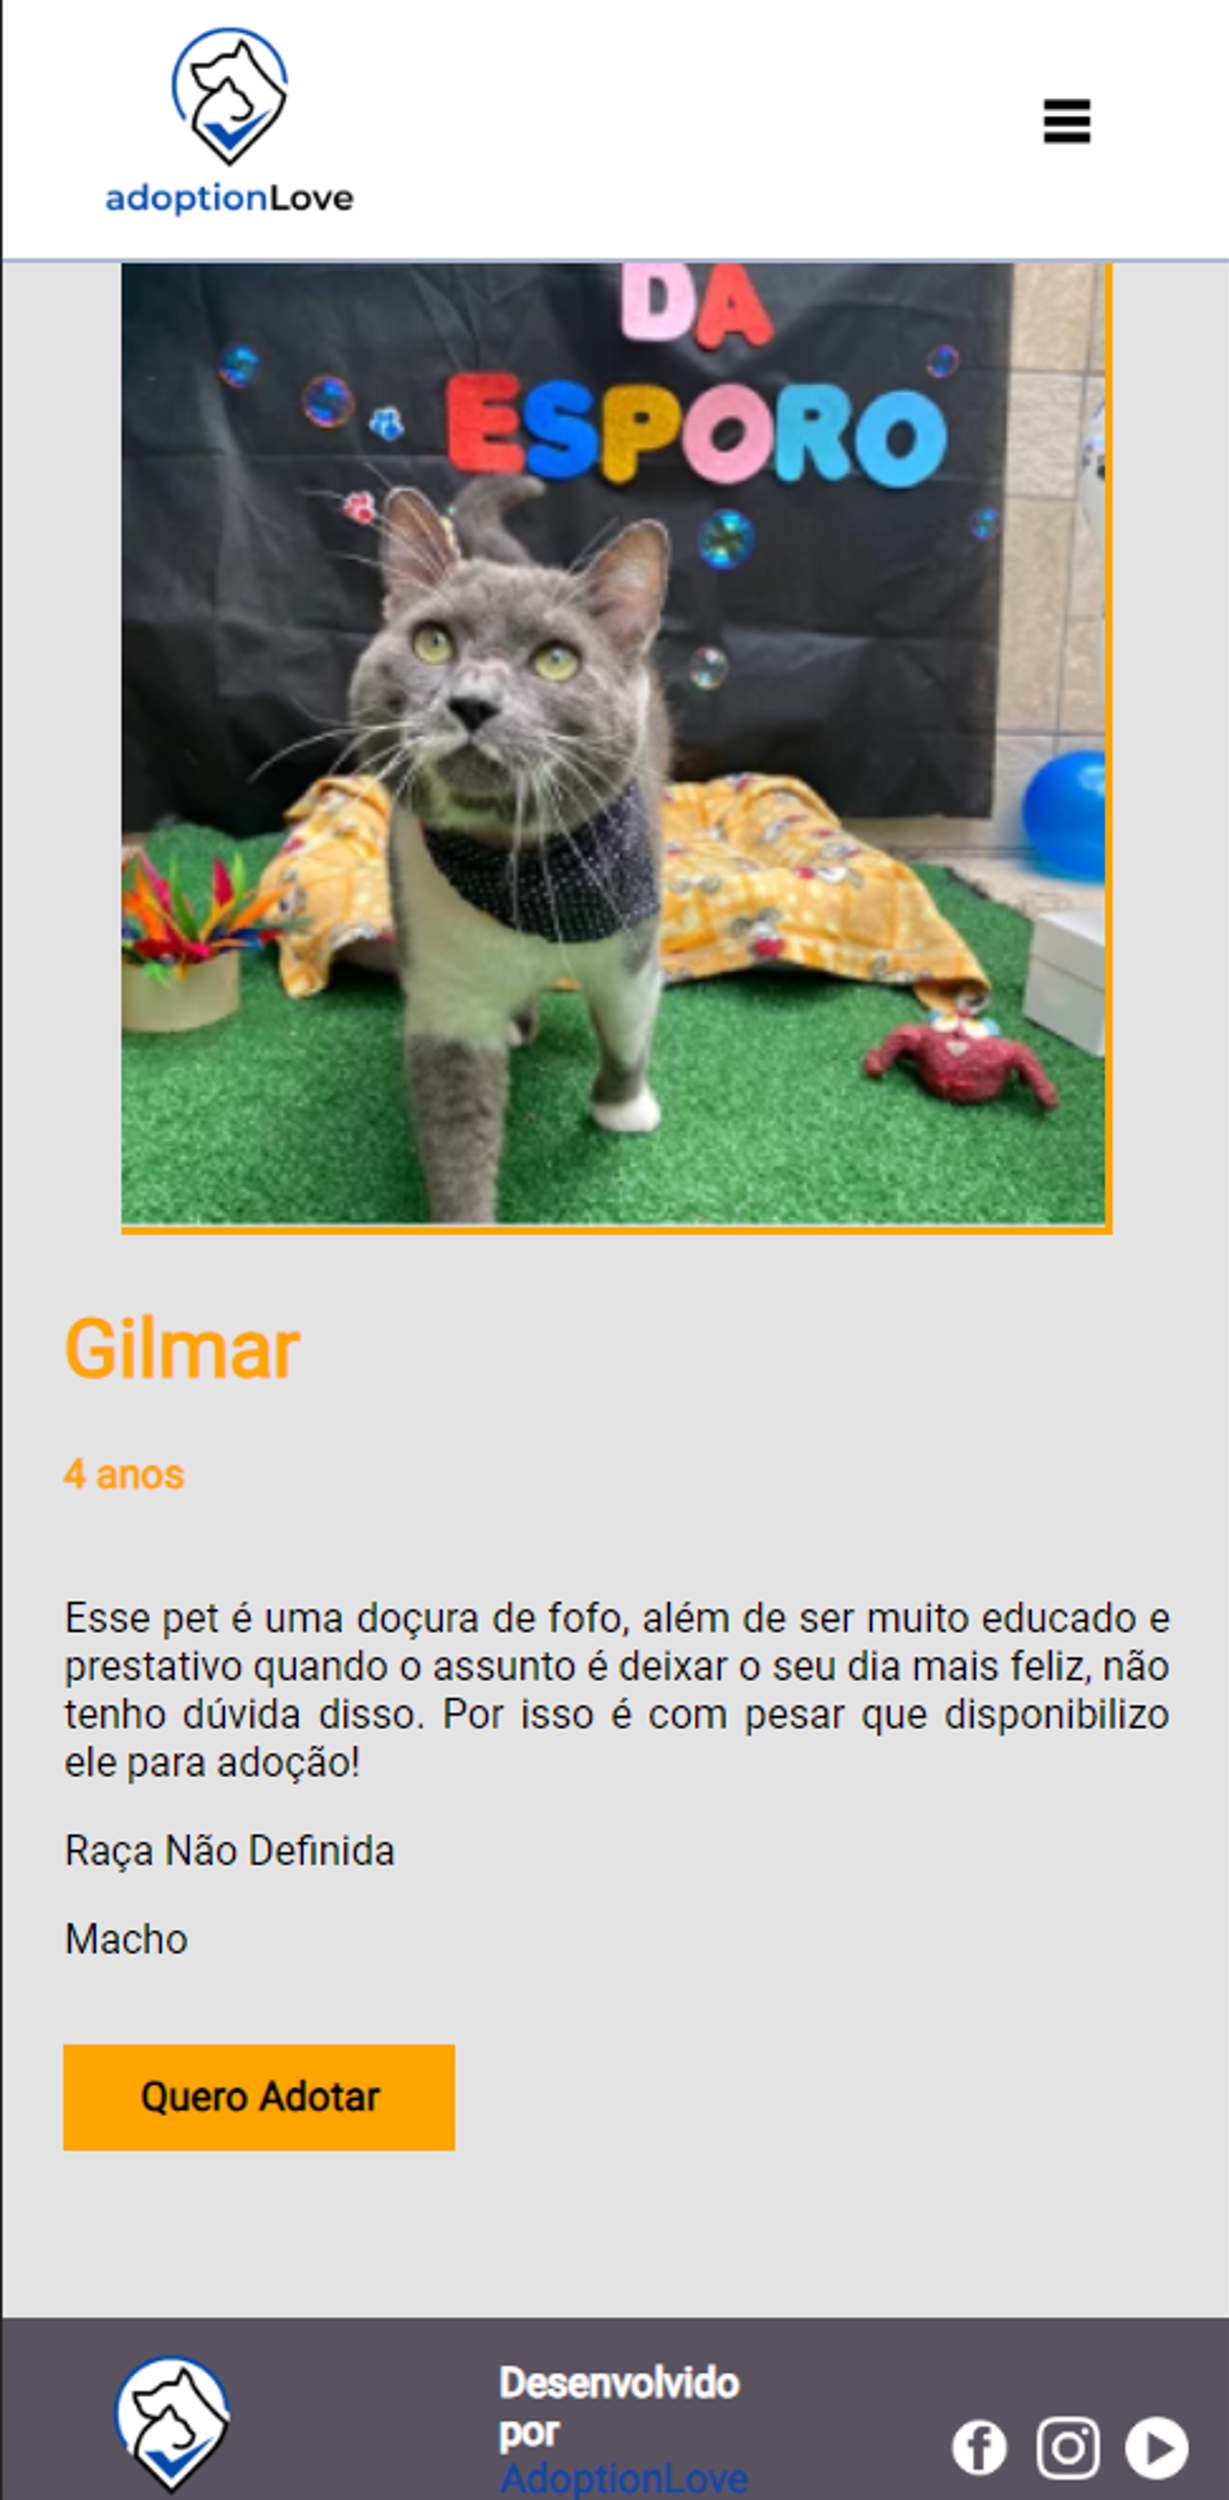 adoptionLove
DA
ESPORO
Gilmar
4 anos
Esse pet é uma doçura de fofo, além de ser muito educado e
prestativo quando o assunto é deixar o seu dia mais feliz, não
tenho dúvida disso. Por isso é com pesar que disponibilizo
ele para adoção!
Raça Não Definida
Macho
Quero Adotar
Desenvolvido
por
AdoptionLove